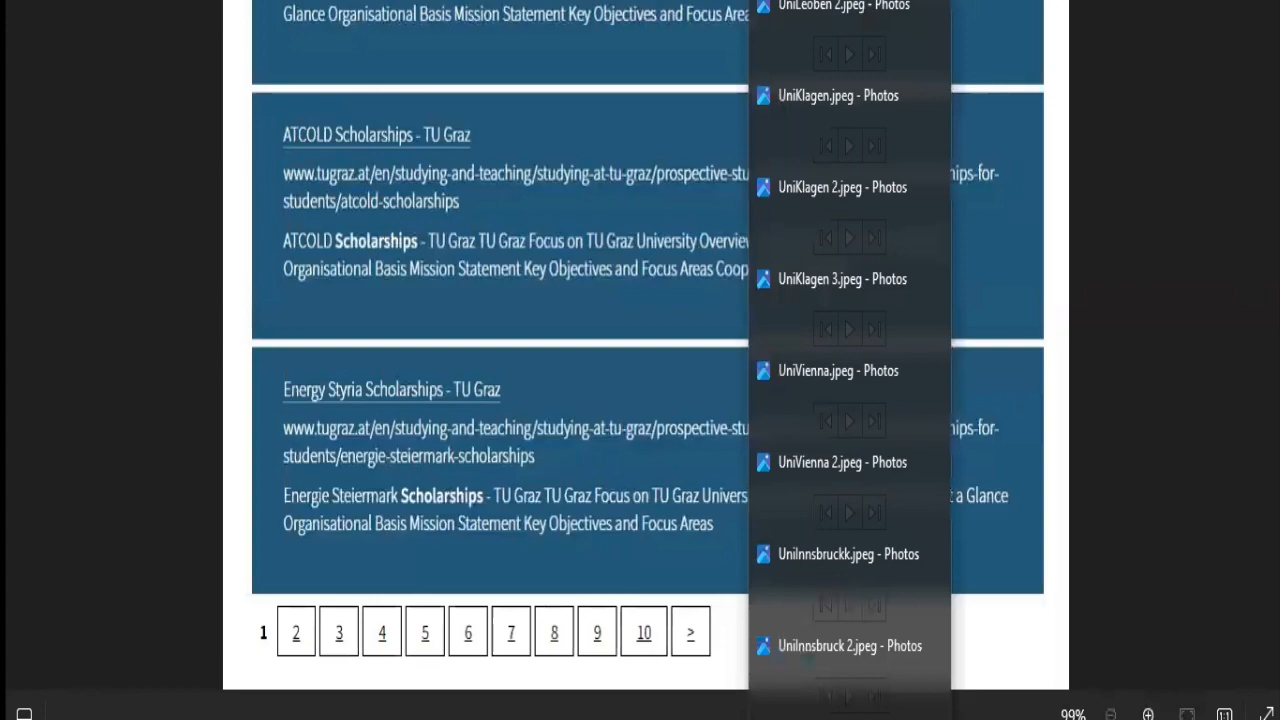 Glance Organisational Basis Mission Statement Key Objectives and Focus
ATCOLD Scholarships - TU Graz
www.tugraz.at/en/studying-and-teaching/studying-at-tu-graz/prospective-stu
ips-for-
students/atcold-scholarships
ATCOLD Scholarships - TU Graz TU Graz Focus on TU Graz University
Organisational Basis Mission Statement Key Objectives and Focus Areas Coop
Energy Styria Scholarships - TU Graz
www.tugraz.at/en/studying-and-teaching/studying-at-tu-graz/prospective-stu
ips-for-
students/energie-steiermark-scholarships
Energie Steiermark Scholarships - TU Graz TU Graz Focus on TU Graz Univers
a Glance
Organisational Basis Mission Statement Key Objectives and Focus Areas
1 2 3 4 5 6 7 8 9 10 >
UniLeoben 2.jpeg - Photos
UniKlagen.jpeg - Photos
UniKlagen 2.jpeg - Photos
UniKlagen 3.jpeg - Photos
UniVienna.jpeg - Photos
UniVienna 2.jpeg - Photos
UniInnsbruckk.jpeg - Photos
UniInnsbruck 2.jpeg - Photos
99%
1:1